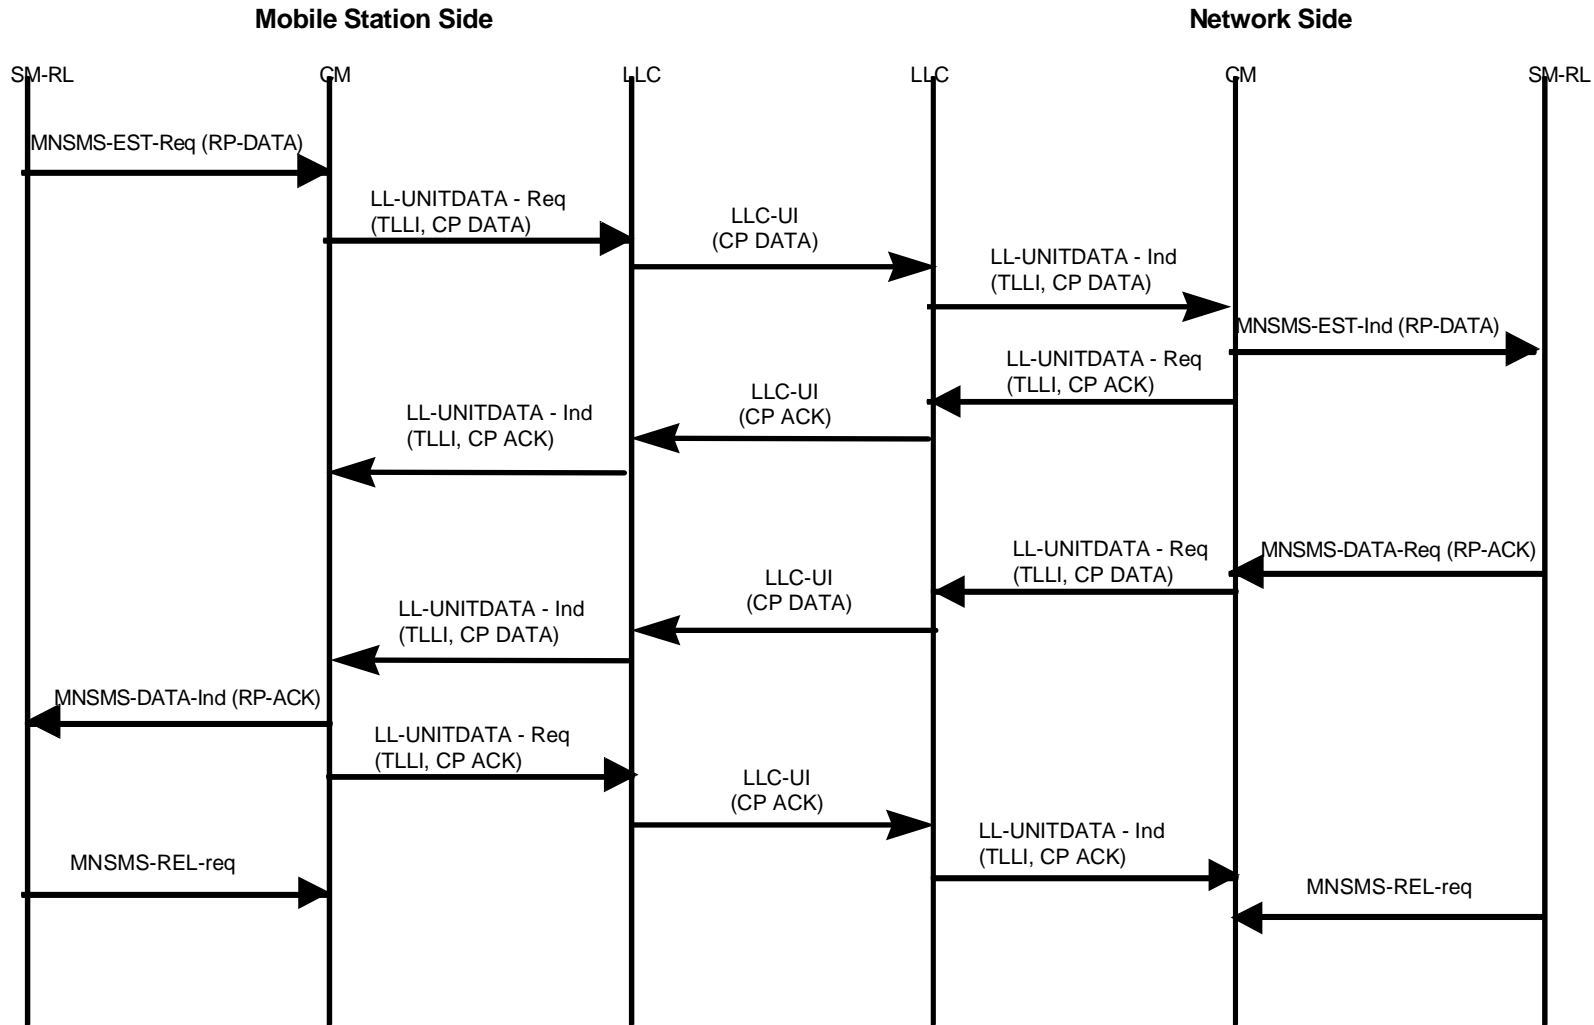 Mobile Station Side
Network Side
SM-RL
CM
LLC
LLC
CM
SM-RL
MNSMS-EST-Req (RP-DATA)
LL-UNITDATA - Req
(TLLI, CP DATA)
LLC-UI
(CP DATA)
LL-UNITDATA - Ind
(TLLI, CP DATA)
MNSMS-EST-Ind (RP-DATA)
LL-UNITDATA - Req
(TLLI, CP ACK)
LLC-UI
(CP ACK)
LL-UNITDATA - Ind
(TLLI, CP ACK)
MNSMS-DATA-Req (RP-ACK)
LL-UNITDATA - Req
(TLLI, CP DATA)
LLC-UI
(CP DATA)
LL-UNITDATA - Ind
(TLLI, CP DATA)
MNSMS-DATA-Ind (RP-ACK)
LL-UNITDATA - Req
(TLLI, CP ACK)
LLC-UI
(CP ACK)
LL-UNITDATA - Ind
(TLLI, CP ACK)
MNSMS-REL-req
MNSMS-REL-req